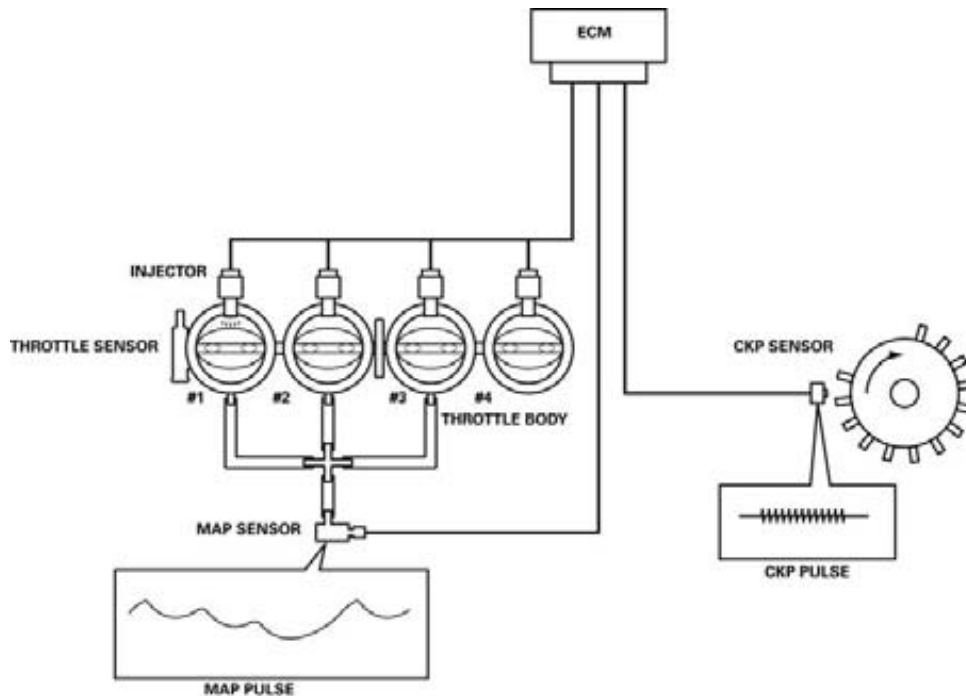 ECM
INJECTOR
THROTTLE SENSOR
CKP SENSOR
#1 #2 #3 #4
THROTTLE BODY
MAP SENSOR
CKP PULSE
MAP PULSE